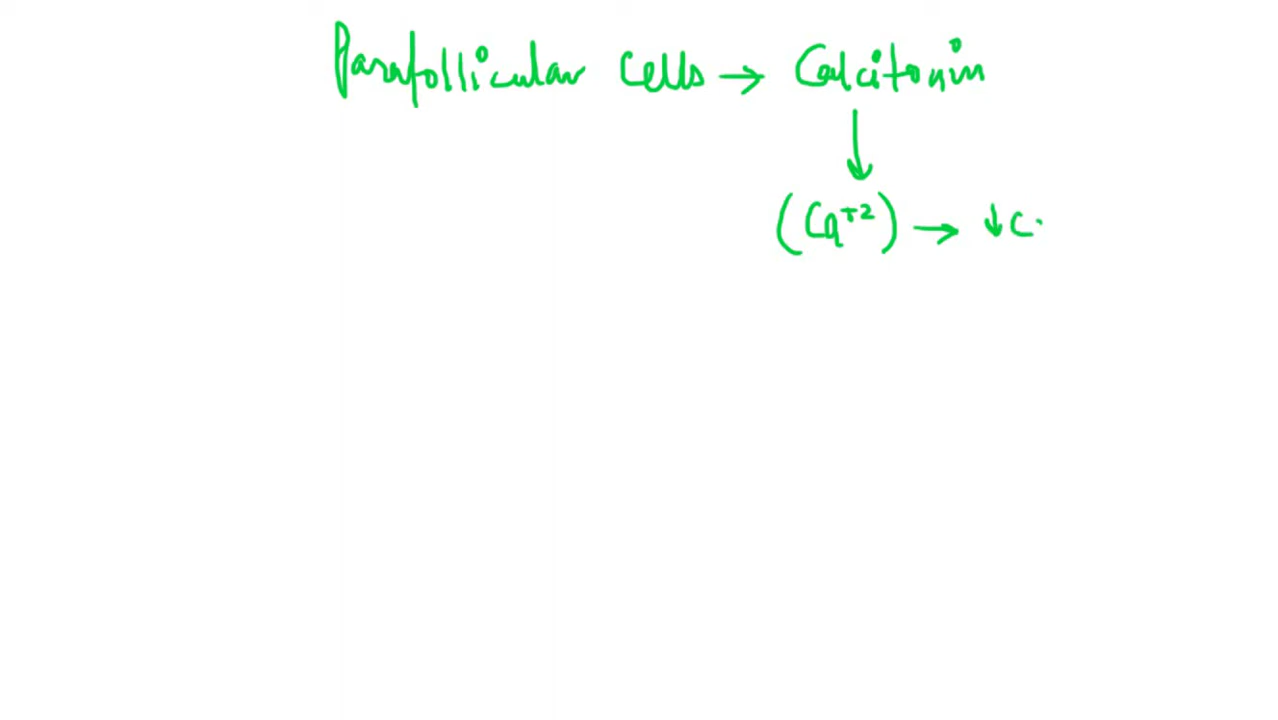 Parafollicular cells → Calcitonin
↓
(Ca+2) → ↓C